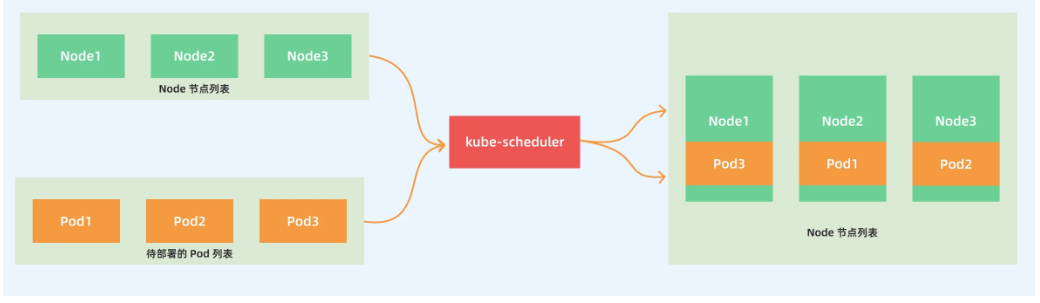 Node1 Node2 Node3
Node 节点列表
Pod1 Pod2 Pod3
待部署的 Pod 列表
kube-scheduler
Node1 Node2 Node3
Pod3 Pod1 Pod2
Node 节点列表